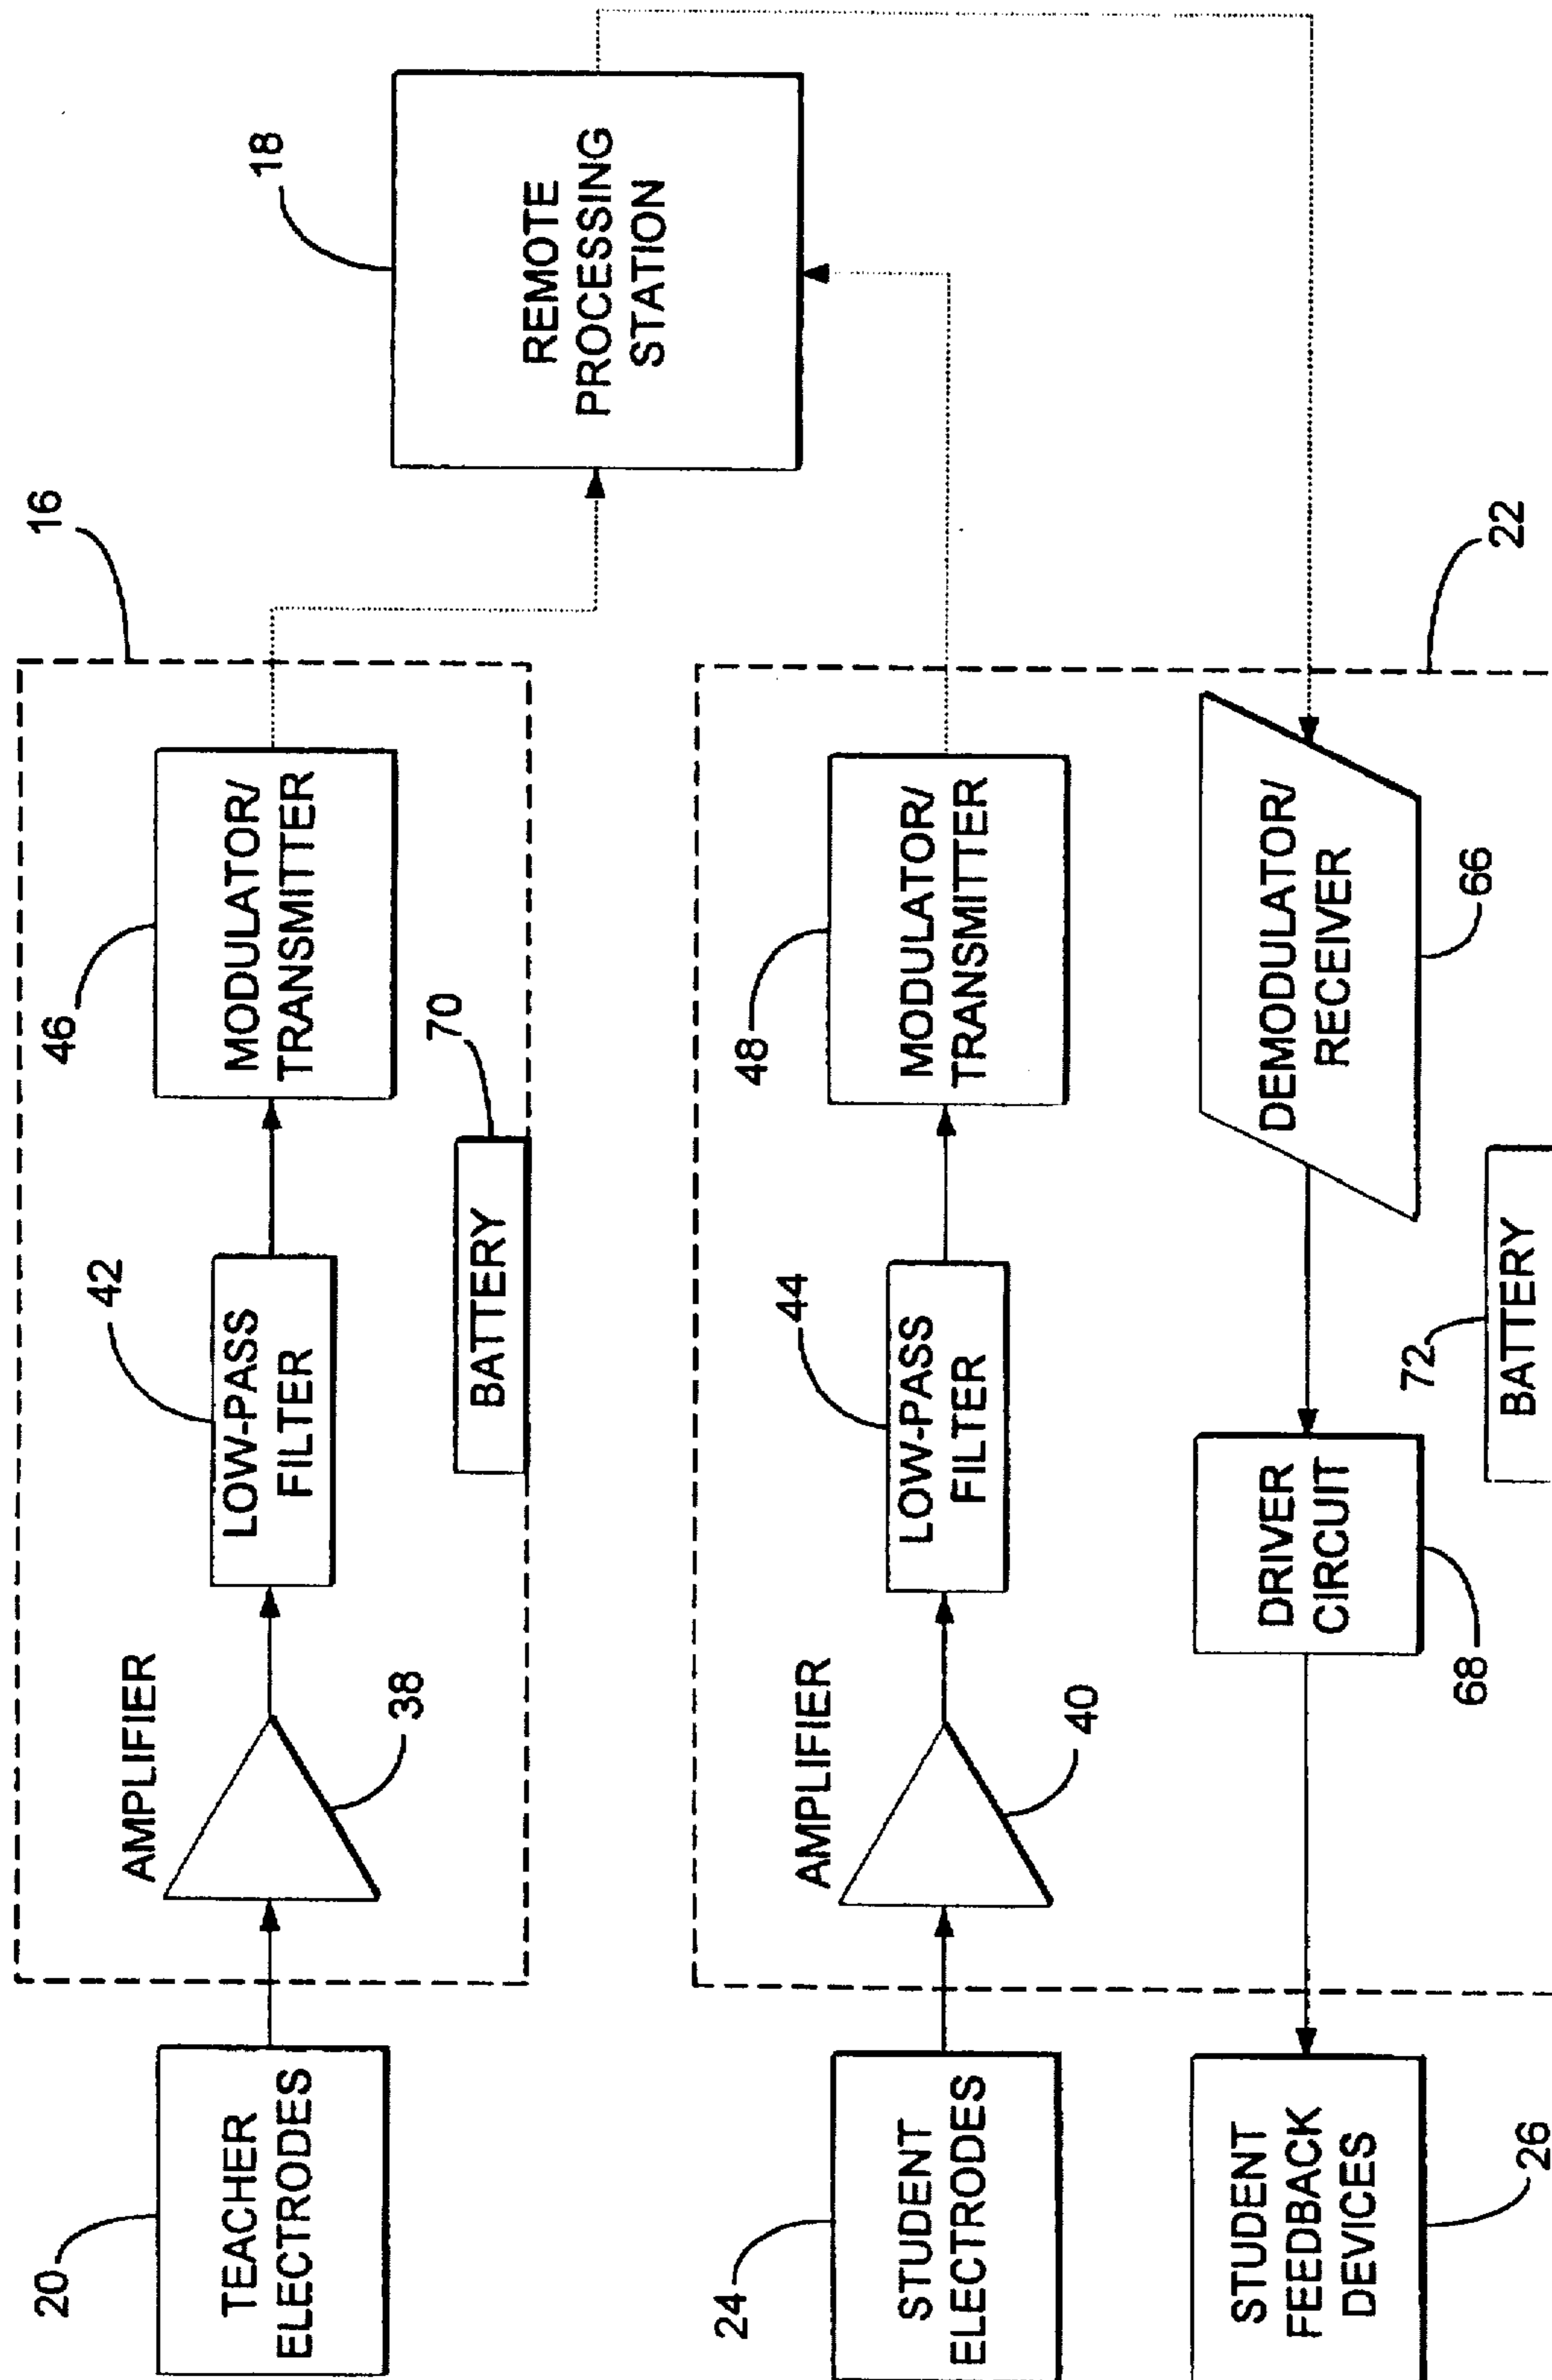 20
TEACHER
ELECTRODES
AMPLIFIER
38
42
LOW-PASS
FILTER
46
MODULATOR/
TRANSMITTER
BATTERY
70
16
18
REMOTE
PROCESSING
STATION
24
STUDENT
ELECTRODES
AMPLIFIER
40
44
LOW-PASS
FILTER
48
MODULATOR/
TRANSMITTER
STUDENT
FEEDBACK
DEVICES
26
DRIVER
CIRCUIT
68
DEMODULATOR/
RECEIVER
66
72
BATTERY
22